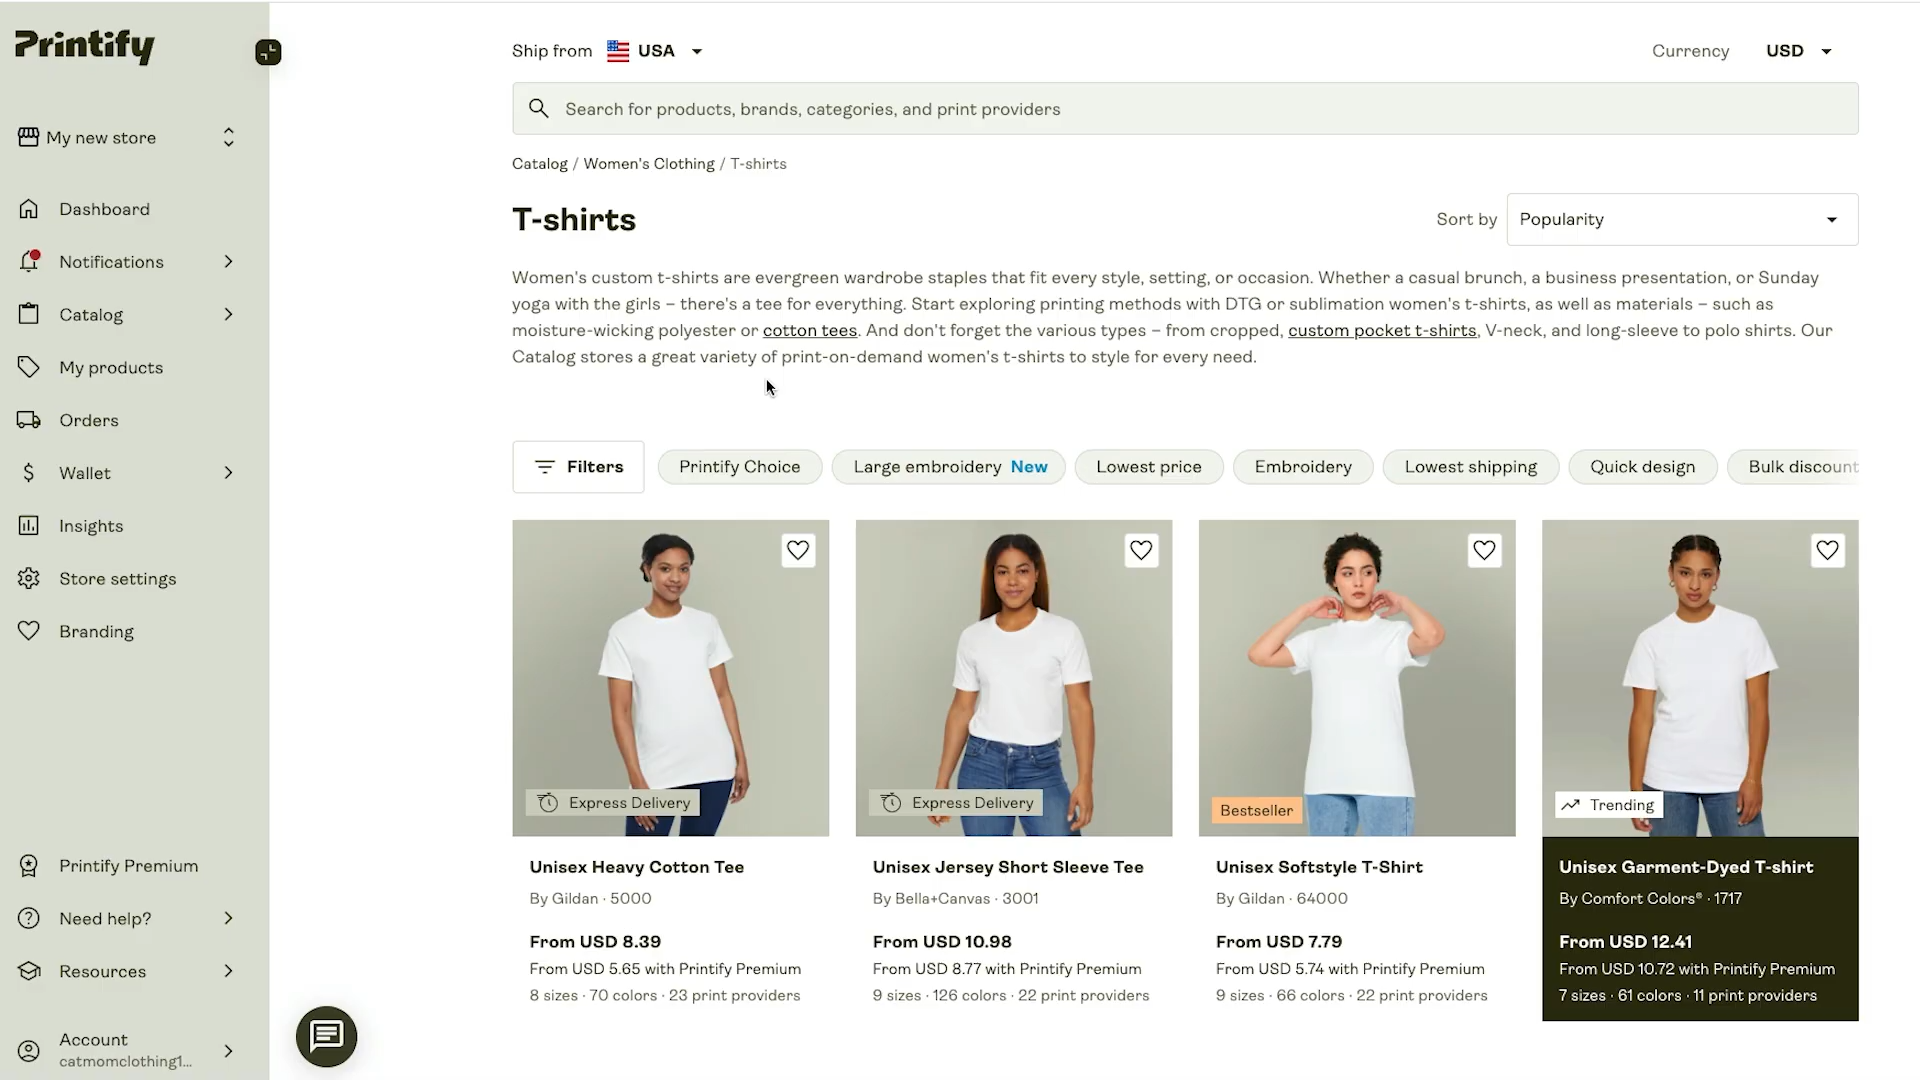 Printify
My new store
Dashboard
Notifications
Catalog
My products
Orders
Wallet
Insights
Store settings
Branding
Printify Premium
Need help?
Resources
Account
catmomclothing1...
Ship from USA
Currency USD
Search for products, brands, categories, and print providers
Catalog / Women's Clothing / T-shirts
T-shirts
Sort by Popularity
Women's custom t-shirts are evergreen wardrobe staples that fit every style, setting, or occasion. Whether a casual brunch, a business presentation, or Sunday
yoga with the girls – there's a tee for everything. Start exploring printing methods with DTG or sublimation women's t-shirts, as well as materials – such as
moisture-wicking polyester or cotton tees. And don't forget the various types – from cropped, custom pocket t-shirts, V-neck, and long-sleeve to polo shirts. Our
Catalog stores a great variety of print-on-demand women's t-shirts to style for every need.
Filters Printify Choice Large embroidery New Lowest price Embroidery Lowest shipping Quick design Bulk discount
Express Delivery
Unisex Heavy Cotton Tee
By Gildan · 5000
From USD 8.39
From USD 5.65 with Printify Premium
8 sizes · 70 colors · 23 print providers
Express Delivery
Unisex Jersey Short Sleeve Tee
By Bella+Canvas · 3001
From USD 10.98
From USD 8.77 with Printify Premium
9 sizes · 126 colors · 22 print providers
Bestseller
Unisex Softstyle T-Shirt
By Gildan · 64000
From USD 7.79
From USD 5.74 with Printify Premium
9 sizes · 66 colors · 22 print providers
Trending
Unisex Garment-Dyed T-shirt
By Comfort Colors® · 1717
From USD 12.41
From USD 10.72 with Printify Premium
7 sizes · 61 colors · 11 print providers